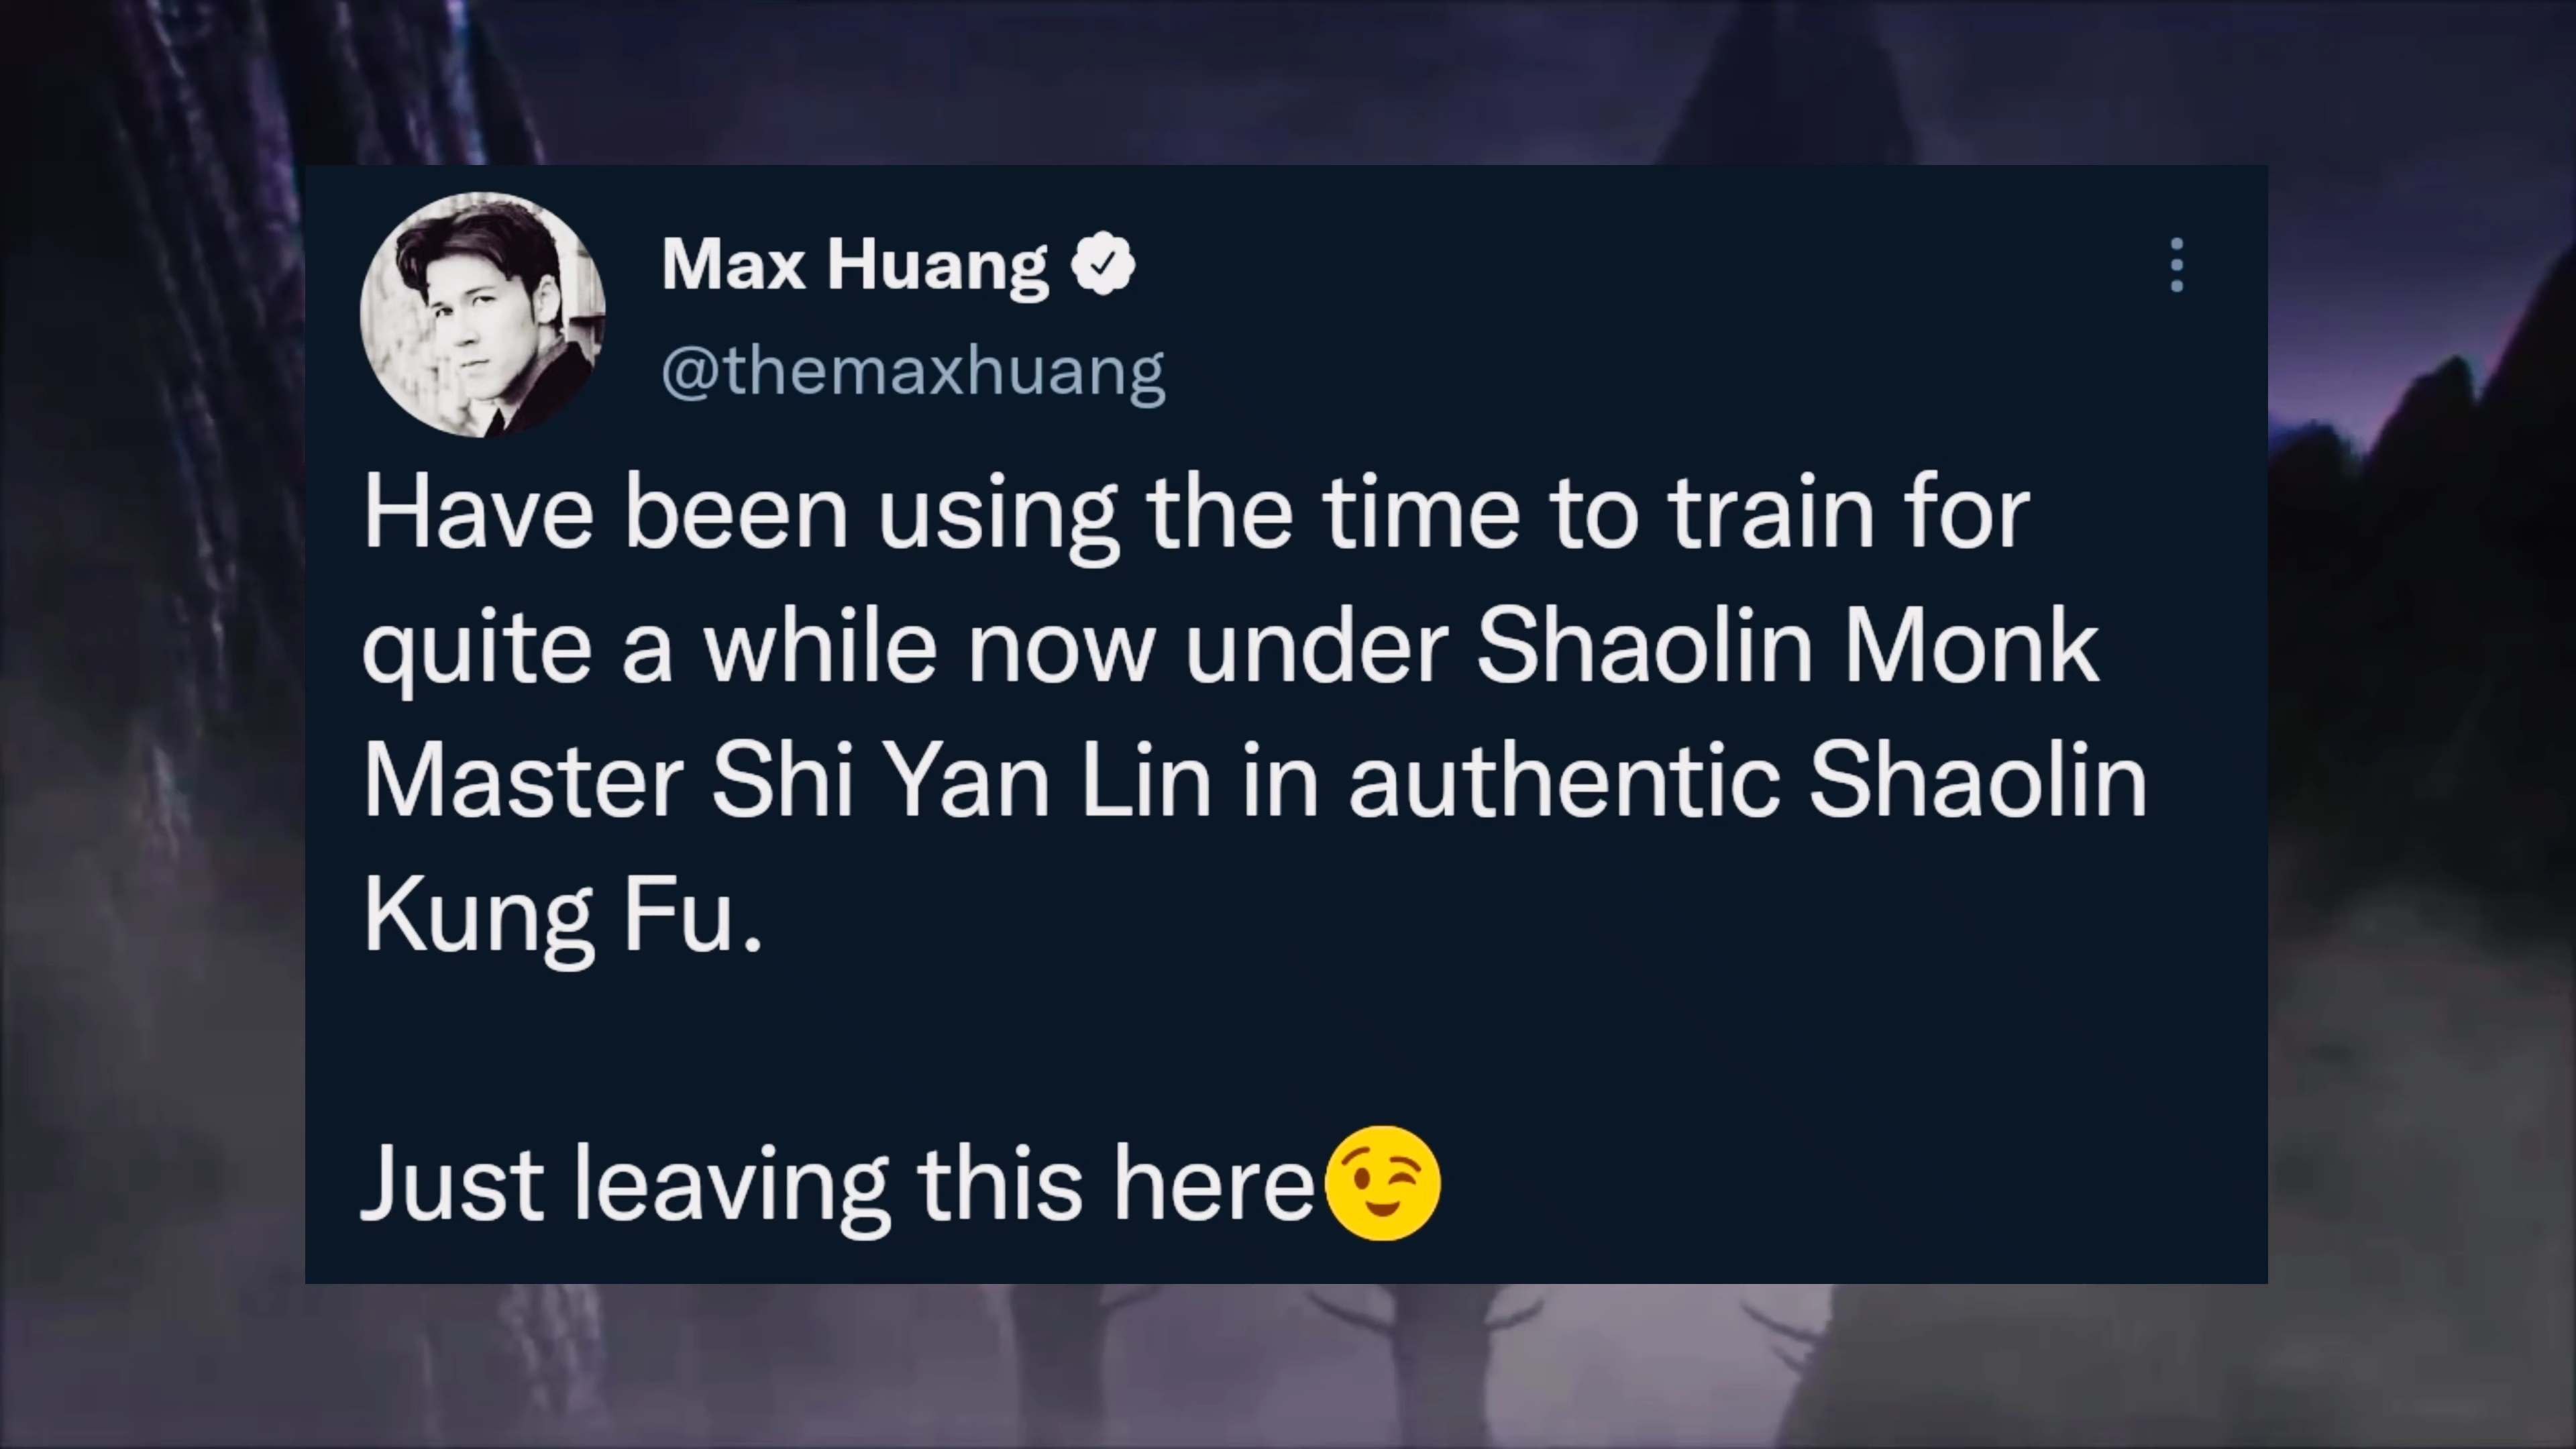 Max Huang
@themaxhuang
Have been using the time to train for
quite a while now under Shaolin Monk
Master Shi Yan Lin in authentic Shaolin
Kung Fu.
Just leaving this here😉